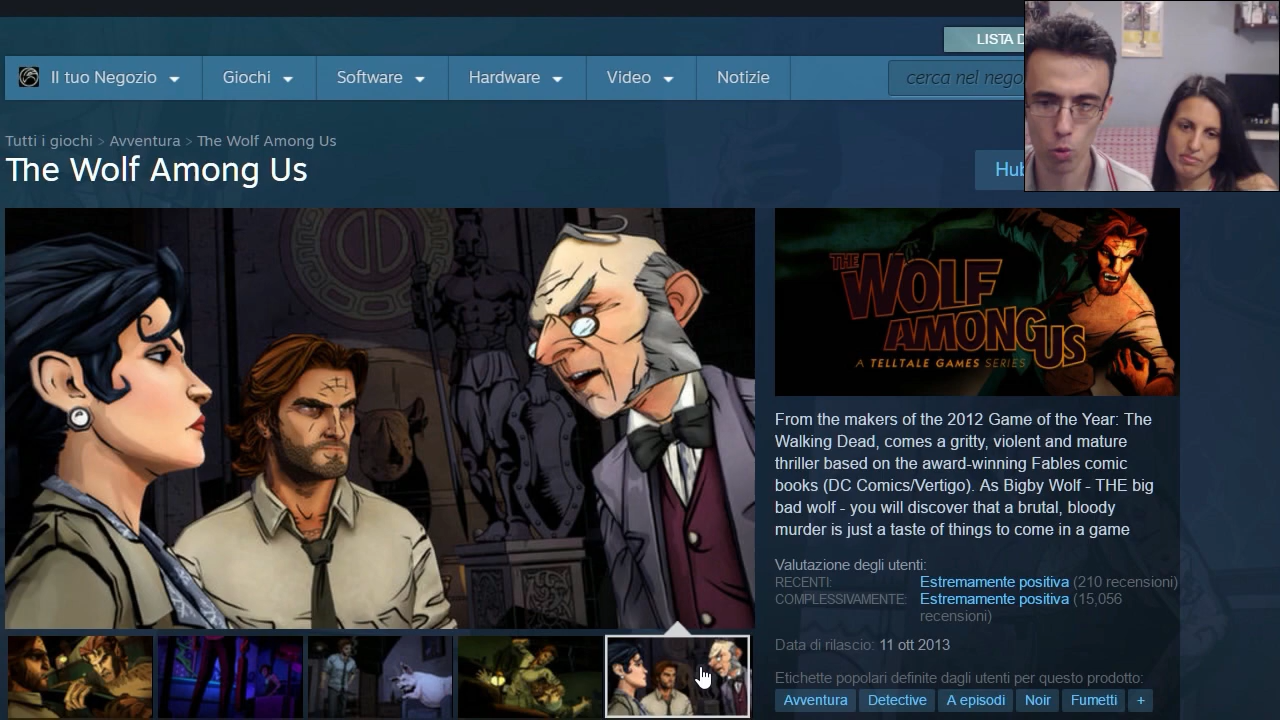 LISTA D
Il tuo Negozio
Giochi
Software
Hardware
Video
Notizie
cerca nel nego
Tutti i giochi > Avventura > The Wolf Among Us
The Wolf Among Us
Hub
THE
WOLF
AMONG US
A TELLTALE GAMES SERIES
From the makers of the 2012 Game of the Year: The
Walking Dead, comes a gritty, violent and mature
thriller based on the award-winning Fables comic
books (DC Comics/Vertigo). As Bigby Wolf - THE big
bad wolf - you will discover that a brutal, bloody
murder is just a taste of things to come in a game
Valutazione degli utenti:
RECENTI: Estremamente positiva (210 recensioni)
COMPLESSIVAMENTE: Estremamente positiva (15,056
recensioni)
Data di rilascio: 11 ott 2013
Etichette popolari definite dagli utenti per questo prodotto:
Avventura Detective A episodi Noir Fumetti +